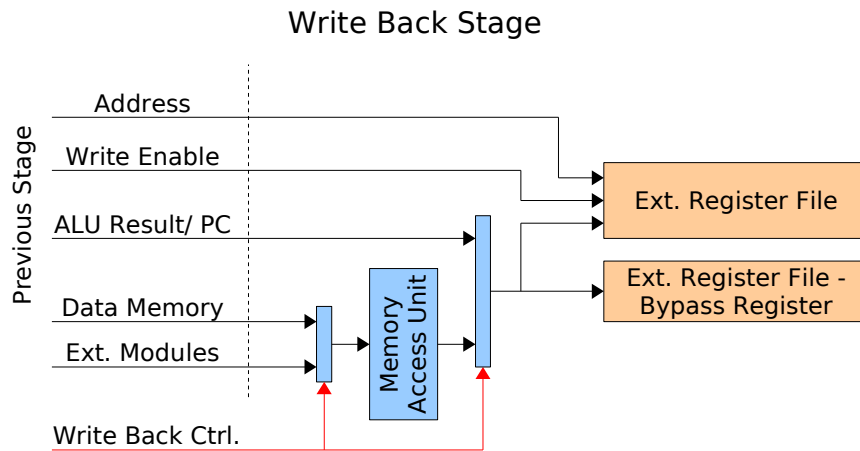 Write Back Stage
Previous Stage
Address
Write Enable
ALU Result/ PC
Data Memory
Ext. Modules
Write Back Ctrl.
Memory
Access Unit
Ext. Register File
Ext. Register File -
Bypass Register